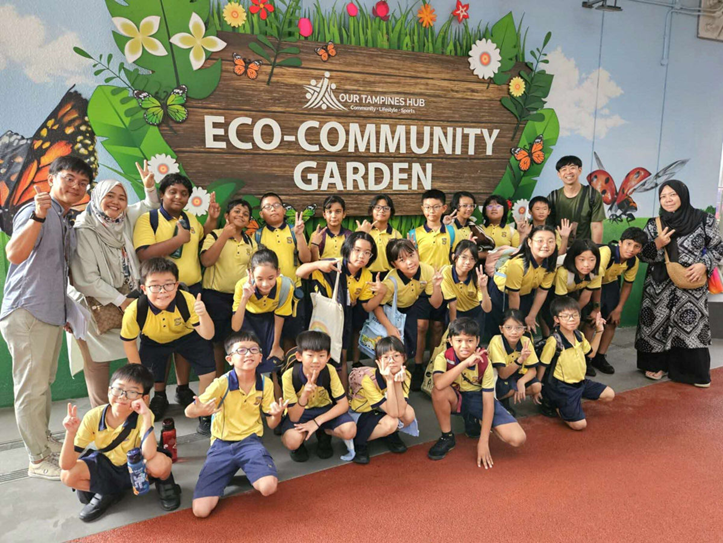 OUR TAMPINES HUB
Community • Lifestyle • Sports
ECO-COMMUNITY
GARDEN